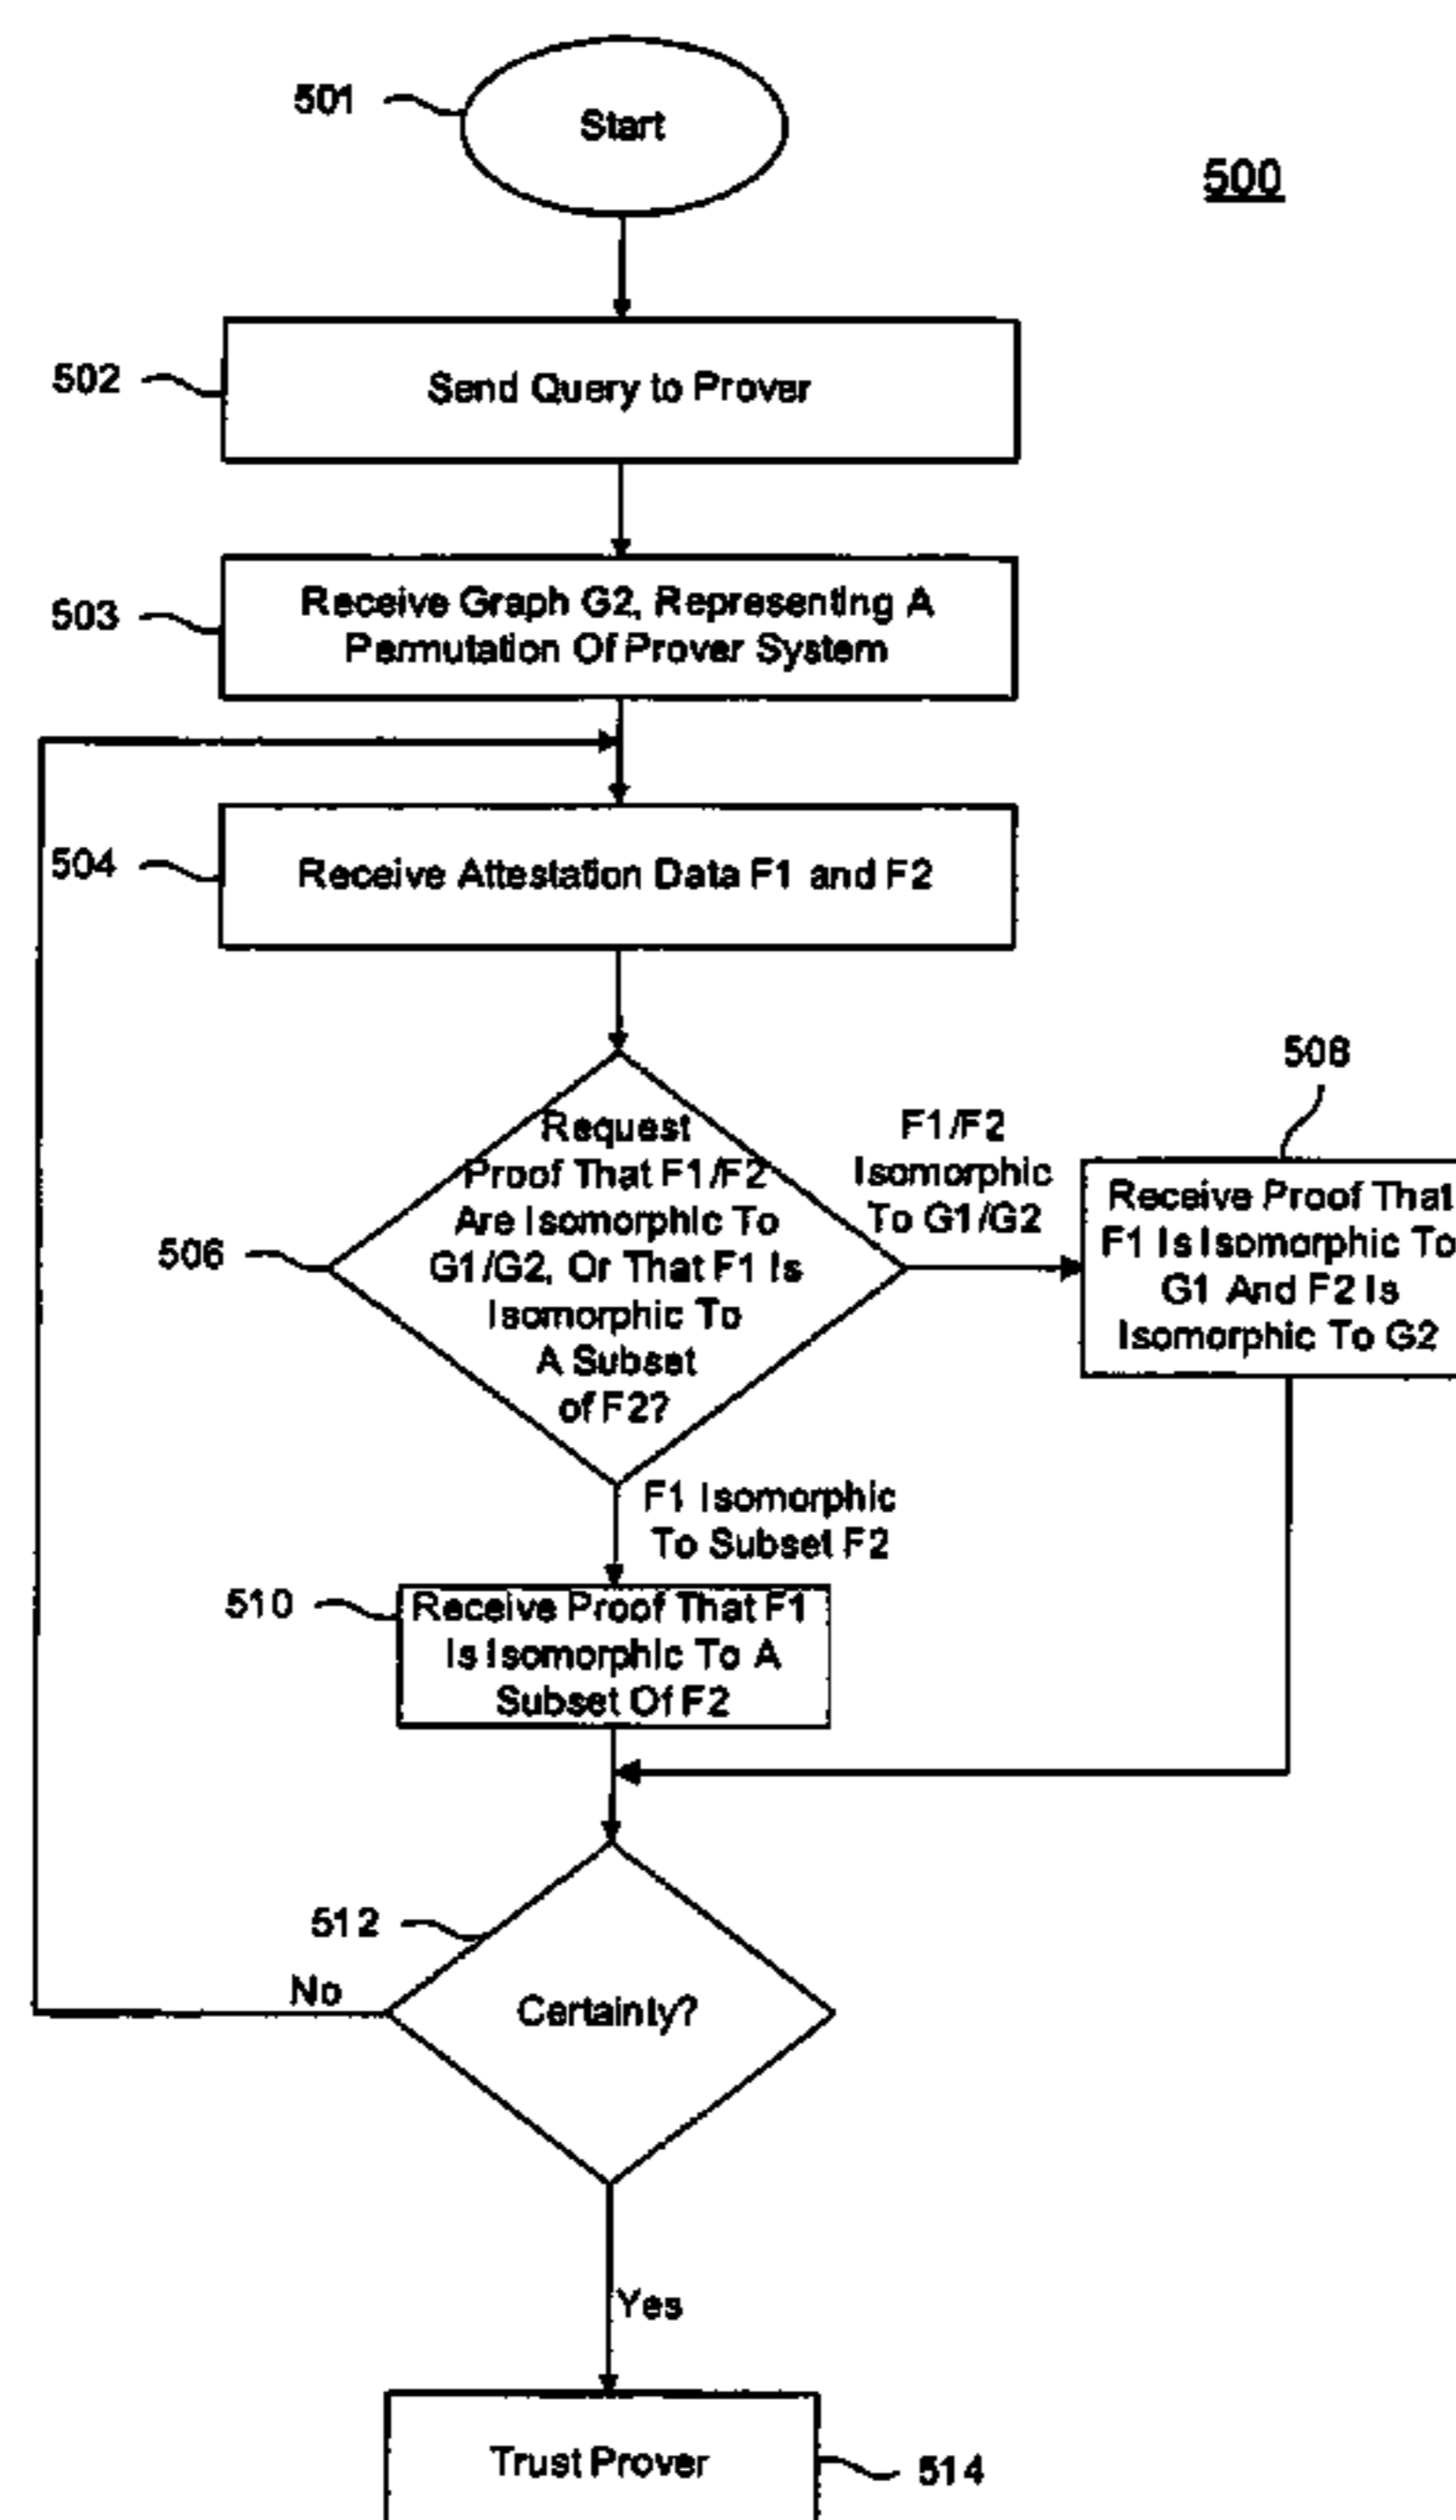 501
Start
500
502
Send Query to Prover
503
Receive Graph G2, Representing A
Permutation Of Prover System
504
Receive Attestation Data F1 and F2
506
Request
Proof That F1/F2
Are Isomorphic To
G1/G2, Or That F1 Is
Isomorphic To
A Subset
of F2?
F1/F2
Isomorphic
To G1/G2
508
Receive Proof That
F1 Is Isomorphic To
G1 And F2 Is
Isomorphic To G2
F1 Isomorphic
To Subset F2
510
Receive Proof That F1
Is Isomorphic To A
Subset Of F2
512
No
Certainty?
Yes
Trust Prover
514